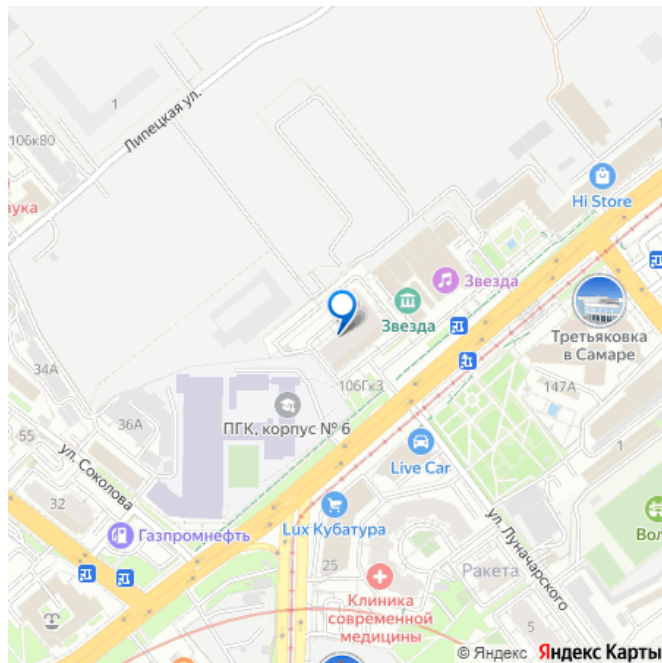 1
1
Липецкая ул.
106к80
аука
Hi Store
Звезда
Звезда
Третьяковка
в Самаре
34А
106Гк3
147А
ПГК, корпус № 6
36А
55
ул. Соколова
1
Live Car
32
Газпромнефть
Lux Кубатура
ул. Луначарского
Вол
25
Ракета
Клиника
современной
медицины
5
© Яндекс Яндекс Карты